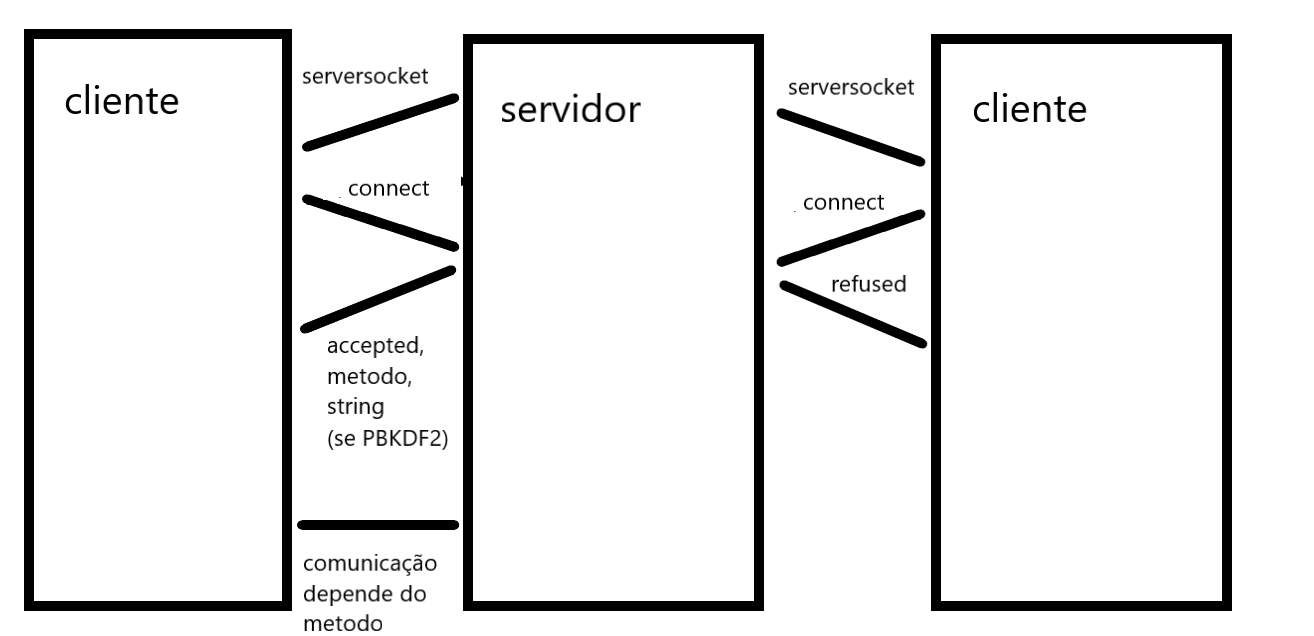 cliente
serversocket
connect
accepted,
metodo,
string
(se PBKDF2)
comunicação
depende do
metodo
servidor
serversocket
connect
refused
cliente